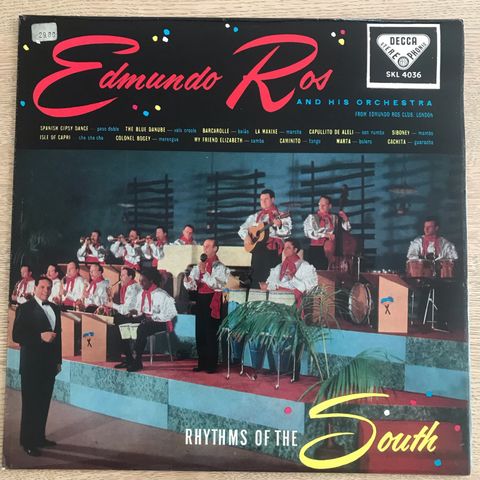 29.00
Edmundo Ros
AND HIS ORCHESTRA
FROM EDMUNDO ROS CLUB, LONDON
DECCA
STEREOPHONIC
SKL 4036
SPANISH GIPSY DANCE — paso doble THE BLUE DANUBE — vals creole BARCAROLLE — baião LA MAXIXE — marcha CAPULLITO DE ALELI — son rumba SIBONEY — mambo
ISLE OF CAPRI — cha cha cha COLONEL BOGEY — merengue MY FRIEND ELIZABETH — samba CAMINITO — tango MARTA — bolero CACHITA — guaracha
RHYTHMS OF THE South